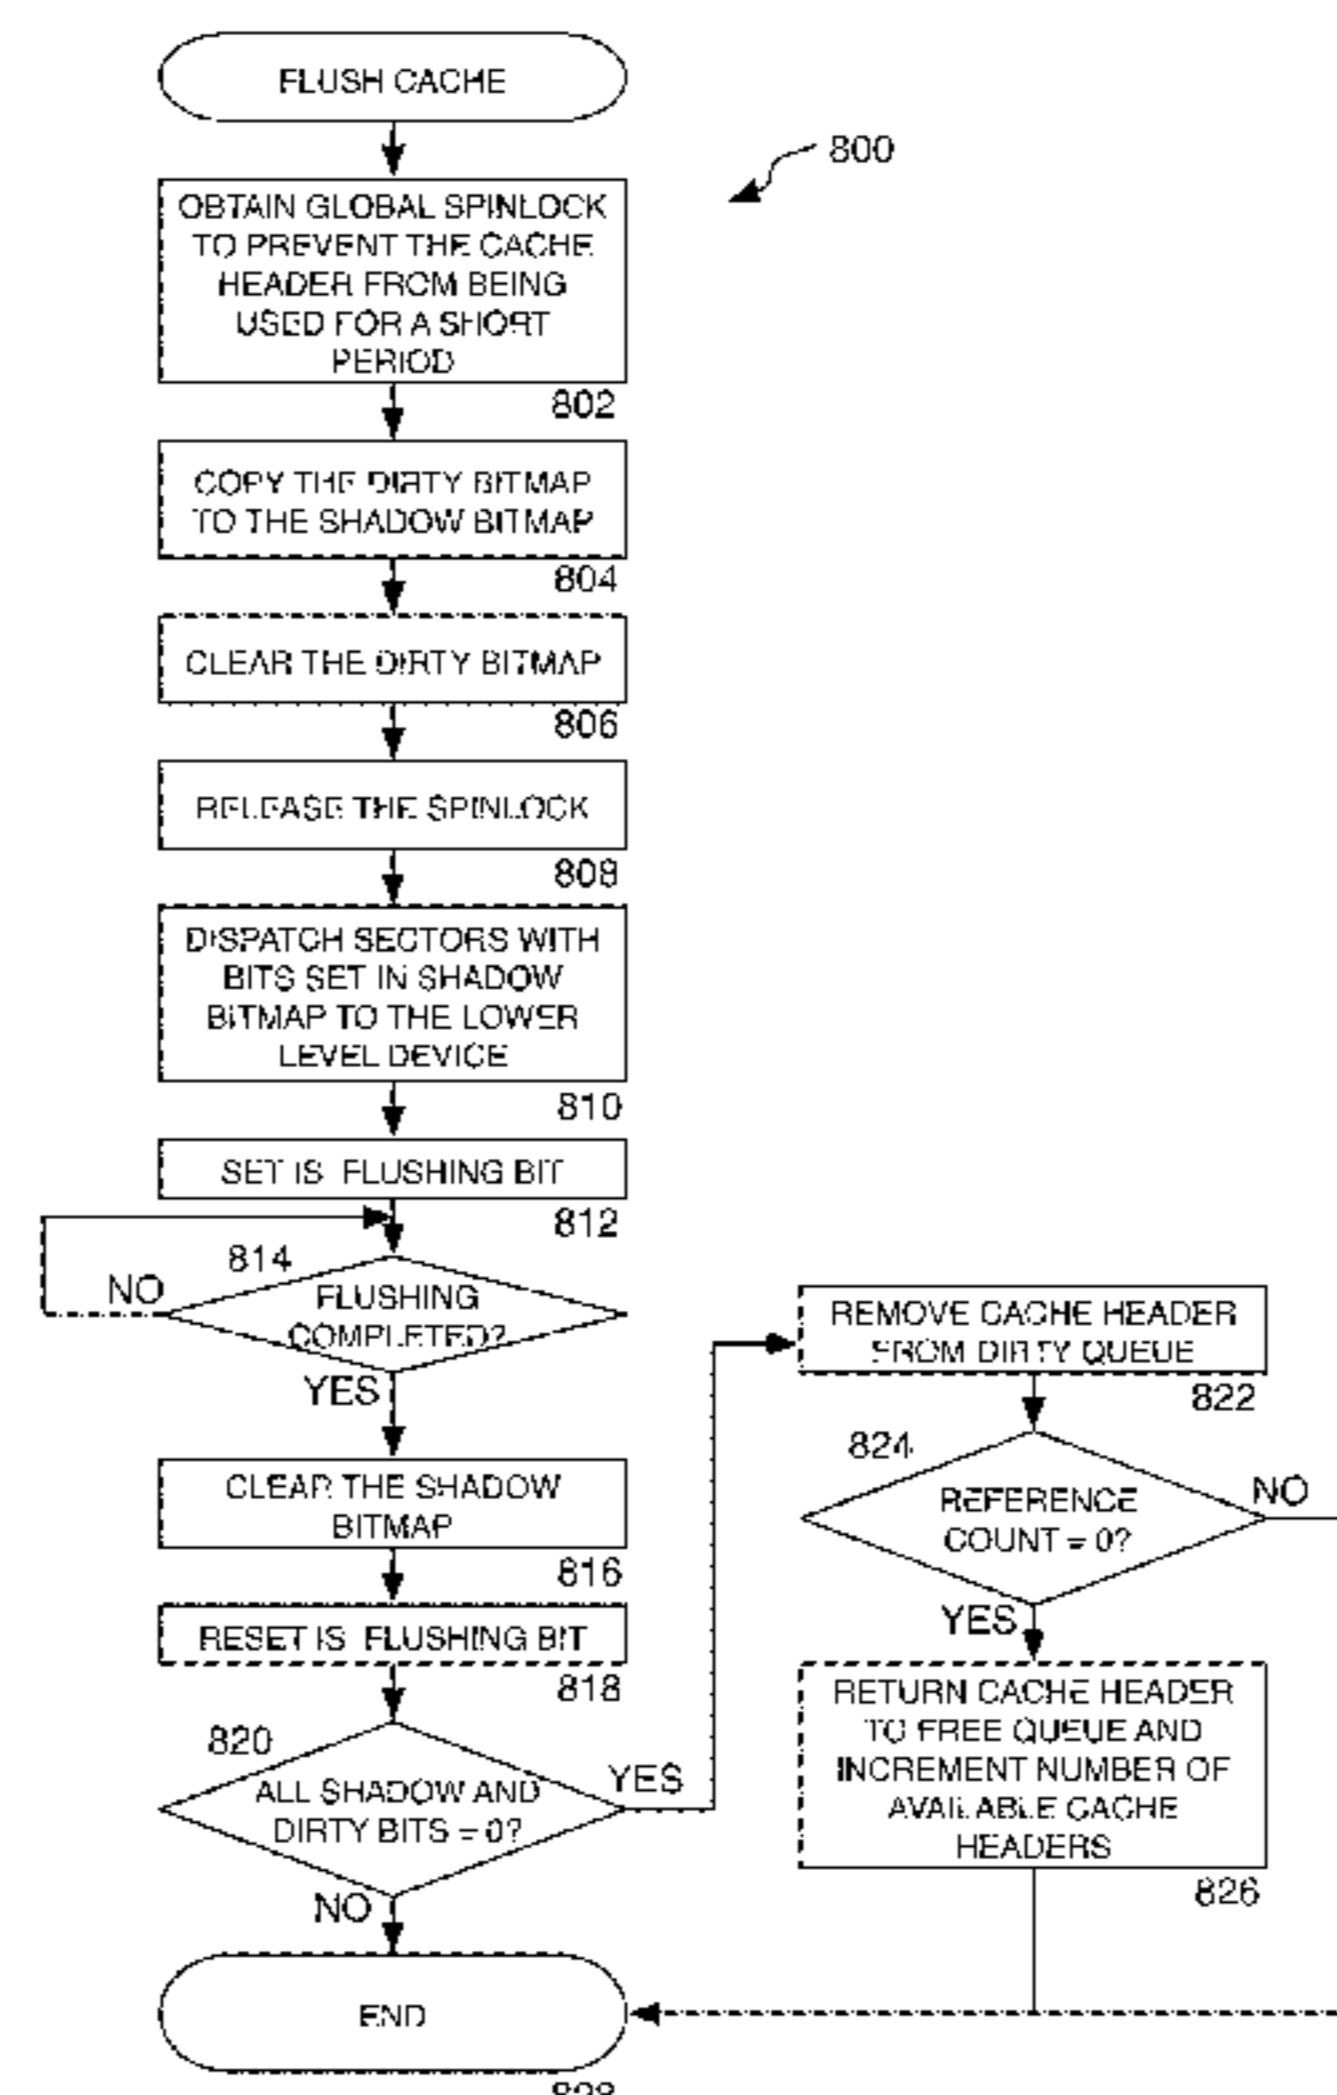 FLUSH CACHE
800
OBTAIN GLOBAL SPINLOCK
TO PREVENT THE CACHE
HEADER FROM BEING
USED FOR A SHORT
PERIOD
802
COPY THE DIRTY BITMAP
TO THE SHADOW BITMAP
804
CLEAR THE DIRTY BITMAP
806
RELEASE THE SPINLOCK
808
DISPATCH SECTORS WITH
BITS SET IN SHADOW
BITMAP TO THE LOWER
LEVEL DEVICE
810
SET IS FLUSHING BIT
812
814
NO
FLUSHING
COMPLETED?
YES
CLEAR THE SHADOW
BITMAP
816
RESET IS FLUSHING BIT
818
820
ALL SHADOW AND
DIRTY BITS = 0?
YES
NO
REMOVE CACHE HEADER
FROM DIRTY QUEUE
822
824
REFERENCE
COUNT = 0?
NO
YES
RETURN CACHE HEADER
TO FREE QUEUE AND
INCREMENT NUMBER OF
AVAILABLE CACHE
HEADERS
826
END